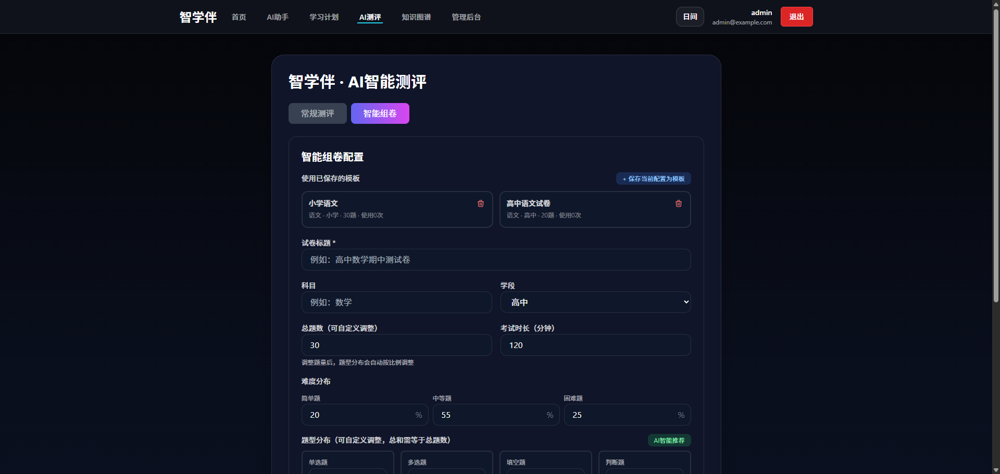 智学伴
首页
AI助手
学习计划
AI测评
知识图谱
管理后台
日间
admin
admin@example.com
退出
智学伴 · AI智能测评
常规测评
智能组卷
智能组卷配置
使用已保存的模板
+ 保存当前配置为模板
小学语文
语文 · 小学 · 30题 · 使用0次
高中语文试卷
语文 · 高中 · 20题 · 使用0次
试卷标题 *
例如：高中数学期中测试卷
科目
学段
例如：数学
高中
总题数（可自定义调整）
考试时长（分钟）
30
120
调整题量后，题型分布会自动按比例调整
难度分布
简单题
中等题
困难题
20 %
55 %
25 %
题型分布（可自定义调整，总和需等于总题数）
AI智能推荐
单选题
多选题
填空题
判断题